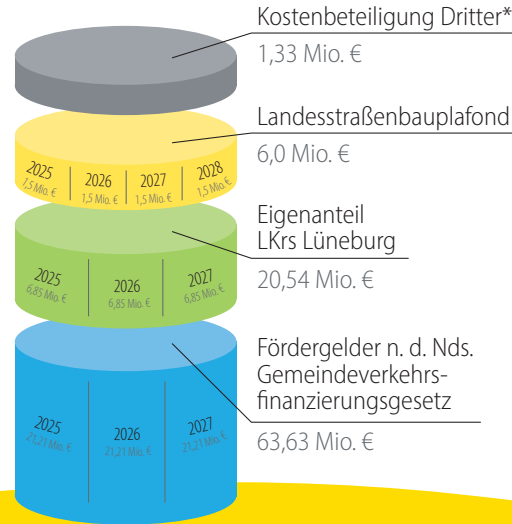 Kostenbeteiligung Dritter*
1,33 Mio. €
Landesstraßenbauplafond
6,0 Mio. €
2025
1,5 Mio. €
2026
1,5 Mio. €
2027
1,5 Mio. €
2028
1,5 Mio. €
Eigenanteil
LKrs Lüneburg
20,54 Mio. €
2025
6,85 Mio. €
2026
6,85 Mio. €
2027
6,85 Mio. €
Fördergelder n. d. Nds.
Gemeindeverkehrs-
finanzierungsgesetz
63,63 Mio. €
2025
21,21 Mio. €
2026
21,21 Mio. €
2027
21,21 Mio. €